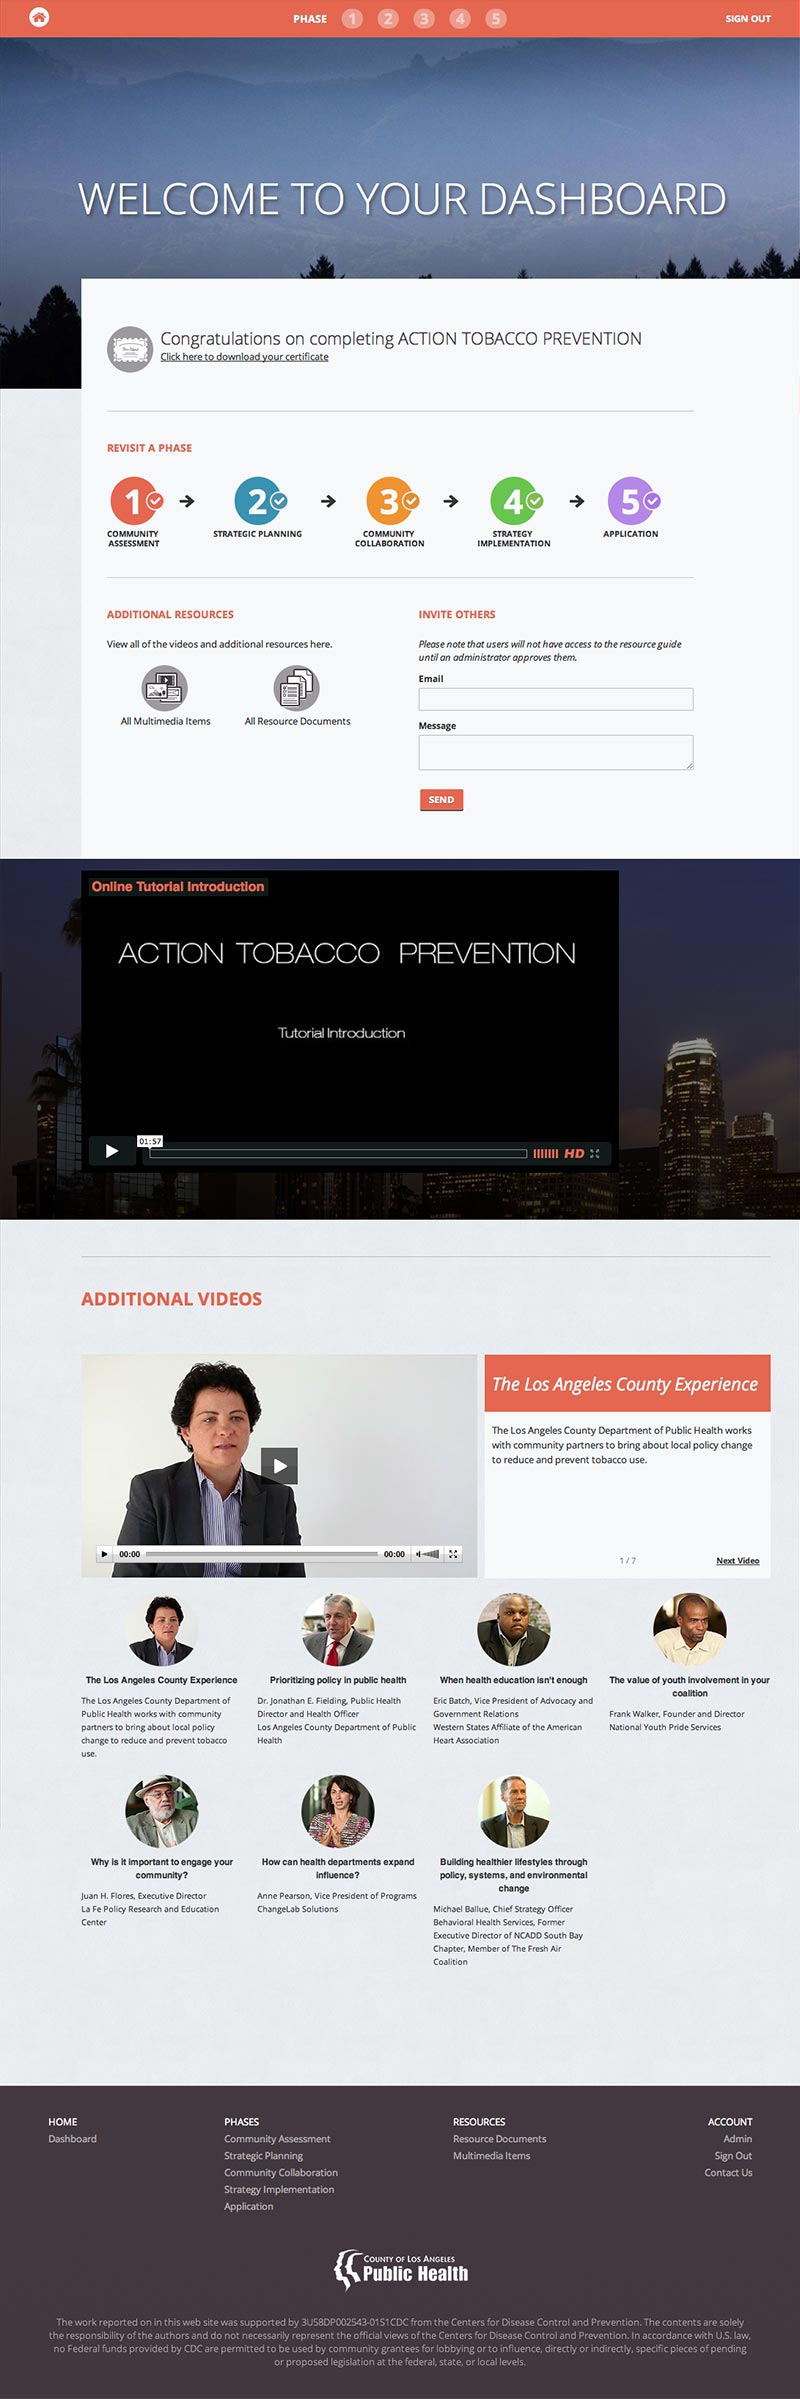 PHASE 1 2 3 4 5 SIGN OUT
WELCOME TO YOUR DASHBOARD
Congratulations on completing ACTION TOBACCO PREVENTION
Click here to download your certificate
REVISIT A PHASE
1 2 3 4 5
COMMUNITY
ASSESSMENT
STRATEGIC PLANNING
COMMUNITY
COLLABORATION
STRATEGY
IMPLEMENTATION
APPLICATION
ADDITIONAL RESOURCES
View all of the videos and additional resources here.
All Multimedia Items
All Resource Documents
INVITE OTHERS
Please note that users will not have access to the resource guide
until an administrator approves them.
Email
Message
SEND
Online Tutorial Introduction
ACTION TOBACCO PREVENTION
Tutorial Introduction
01:57
HD
ADDITIONAL VIDEOS
00:00 00:00
The Los Angeles County Experience
The Los Angeles County Department of Public Health works
with community partners to bring about local policy change
to reduce and prevent tobacco use.
1 / 7
Next Video
The Los Angeles County Experience
The Los Angeles County Department of
Public Health works with community
partners to bring about local policy
change to reduce and prevent tobacco
use.
Prioritizing policy in public health
Dr. Jonathan E. Fielding, Public Health
Director and Health Officer
Los Angeles County Department of Public
Health
When health education isn't enough
Eric Batch, Vice President of Advocacy and
Government Relations
Western States Affiliate of the American
Heart Association
The value of youth involvement in your
coalition
Frank Walker, Founder and Director
National Youth Pride Services
Why is it important to engage your
community?
Juan H. Flores, Executive Director
La Fe Policy Research and Education
Center
How can health departments expand
influence?
Anne Pearson, Vice President of Programs
ChangeLab Solutions
Building healthier lifestyles through
policy, systems, and environmental
change
Michael Ballue, Chief Strategy Officer
Behavioral Health Services, Former
Executive Director of NCADD South Bay
Chapter, Member of The Fresh Air
Coalition
HOME
Dashboard
PHASES
Community Assessment
Strategic Planning
Community Collaboration
Strategy Implementation
Application
RESOURCES
Resource Documents
Multimedia Items
ACCOUNT
Admin
Sign Out
Contact Us
COUNTY OF LOS ANGELES
Public Health
The work reported on in this web site was supported by 3U58DP002543-01S1CDC from the Centers for Disease Control and Prevention. The contents are solely
the responsibility of the authors and do not necessarily represent the official views of the Centers for Disease Control and Prevention. In accordance with U.S. law,
no Federal funds provided by CDC are permitted to be used by community grantees for lobbying or to influence, directly or indirectly, specific pieces of pending
or proposed legislation at the federal, state, or local levels.